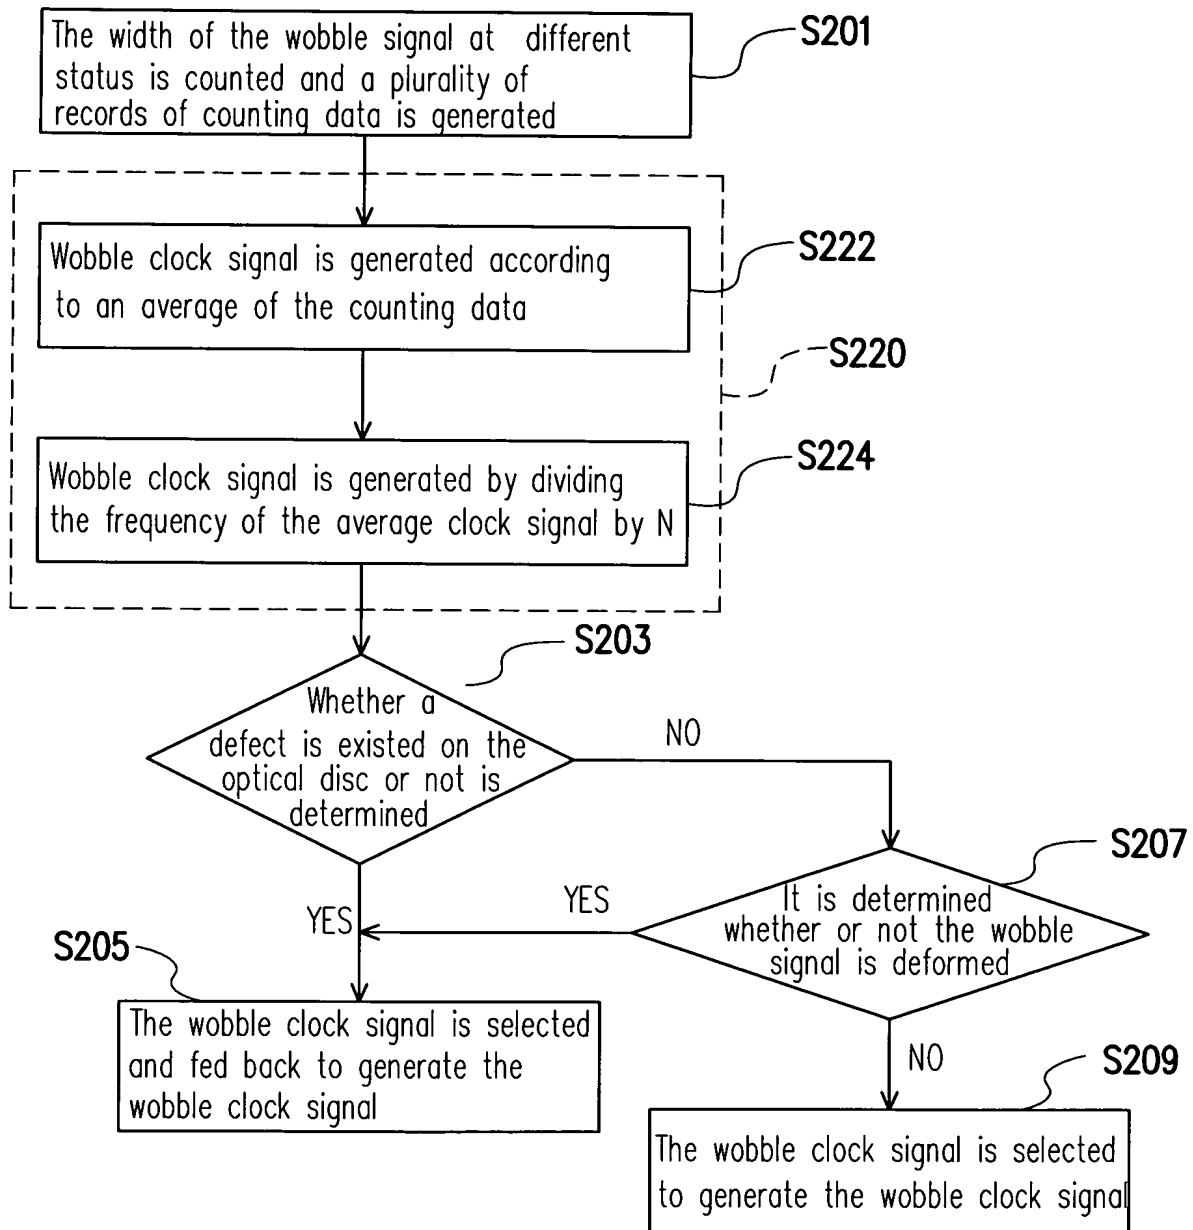 The width of the wobble signal at different
status is counted and a plurality of
records of counting data is generated
S201
Wobble clock signal is generated according
to an average of the counting data
S222
S220
Wobble clock signal is generated by dividing
the frequency of the average clock signal by N
S224
S203
Whether a
defect is existed on the
optical disc or not is
determined
NO
S207
It is determined
whether or not the wobble
signal is deformed
YES
YES
S205
The wobble clock signal is selected
and fed back to generate the
wobble clock signal
NO
S209
The wobble clock signal is selected
to generate the wobble clock signal